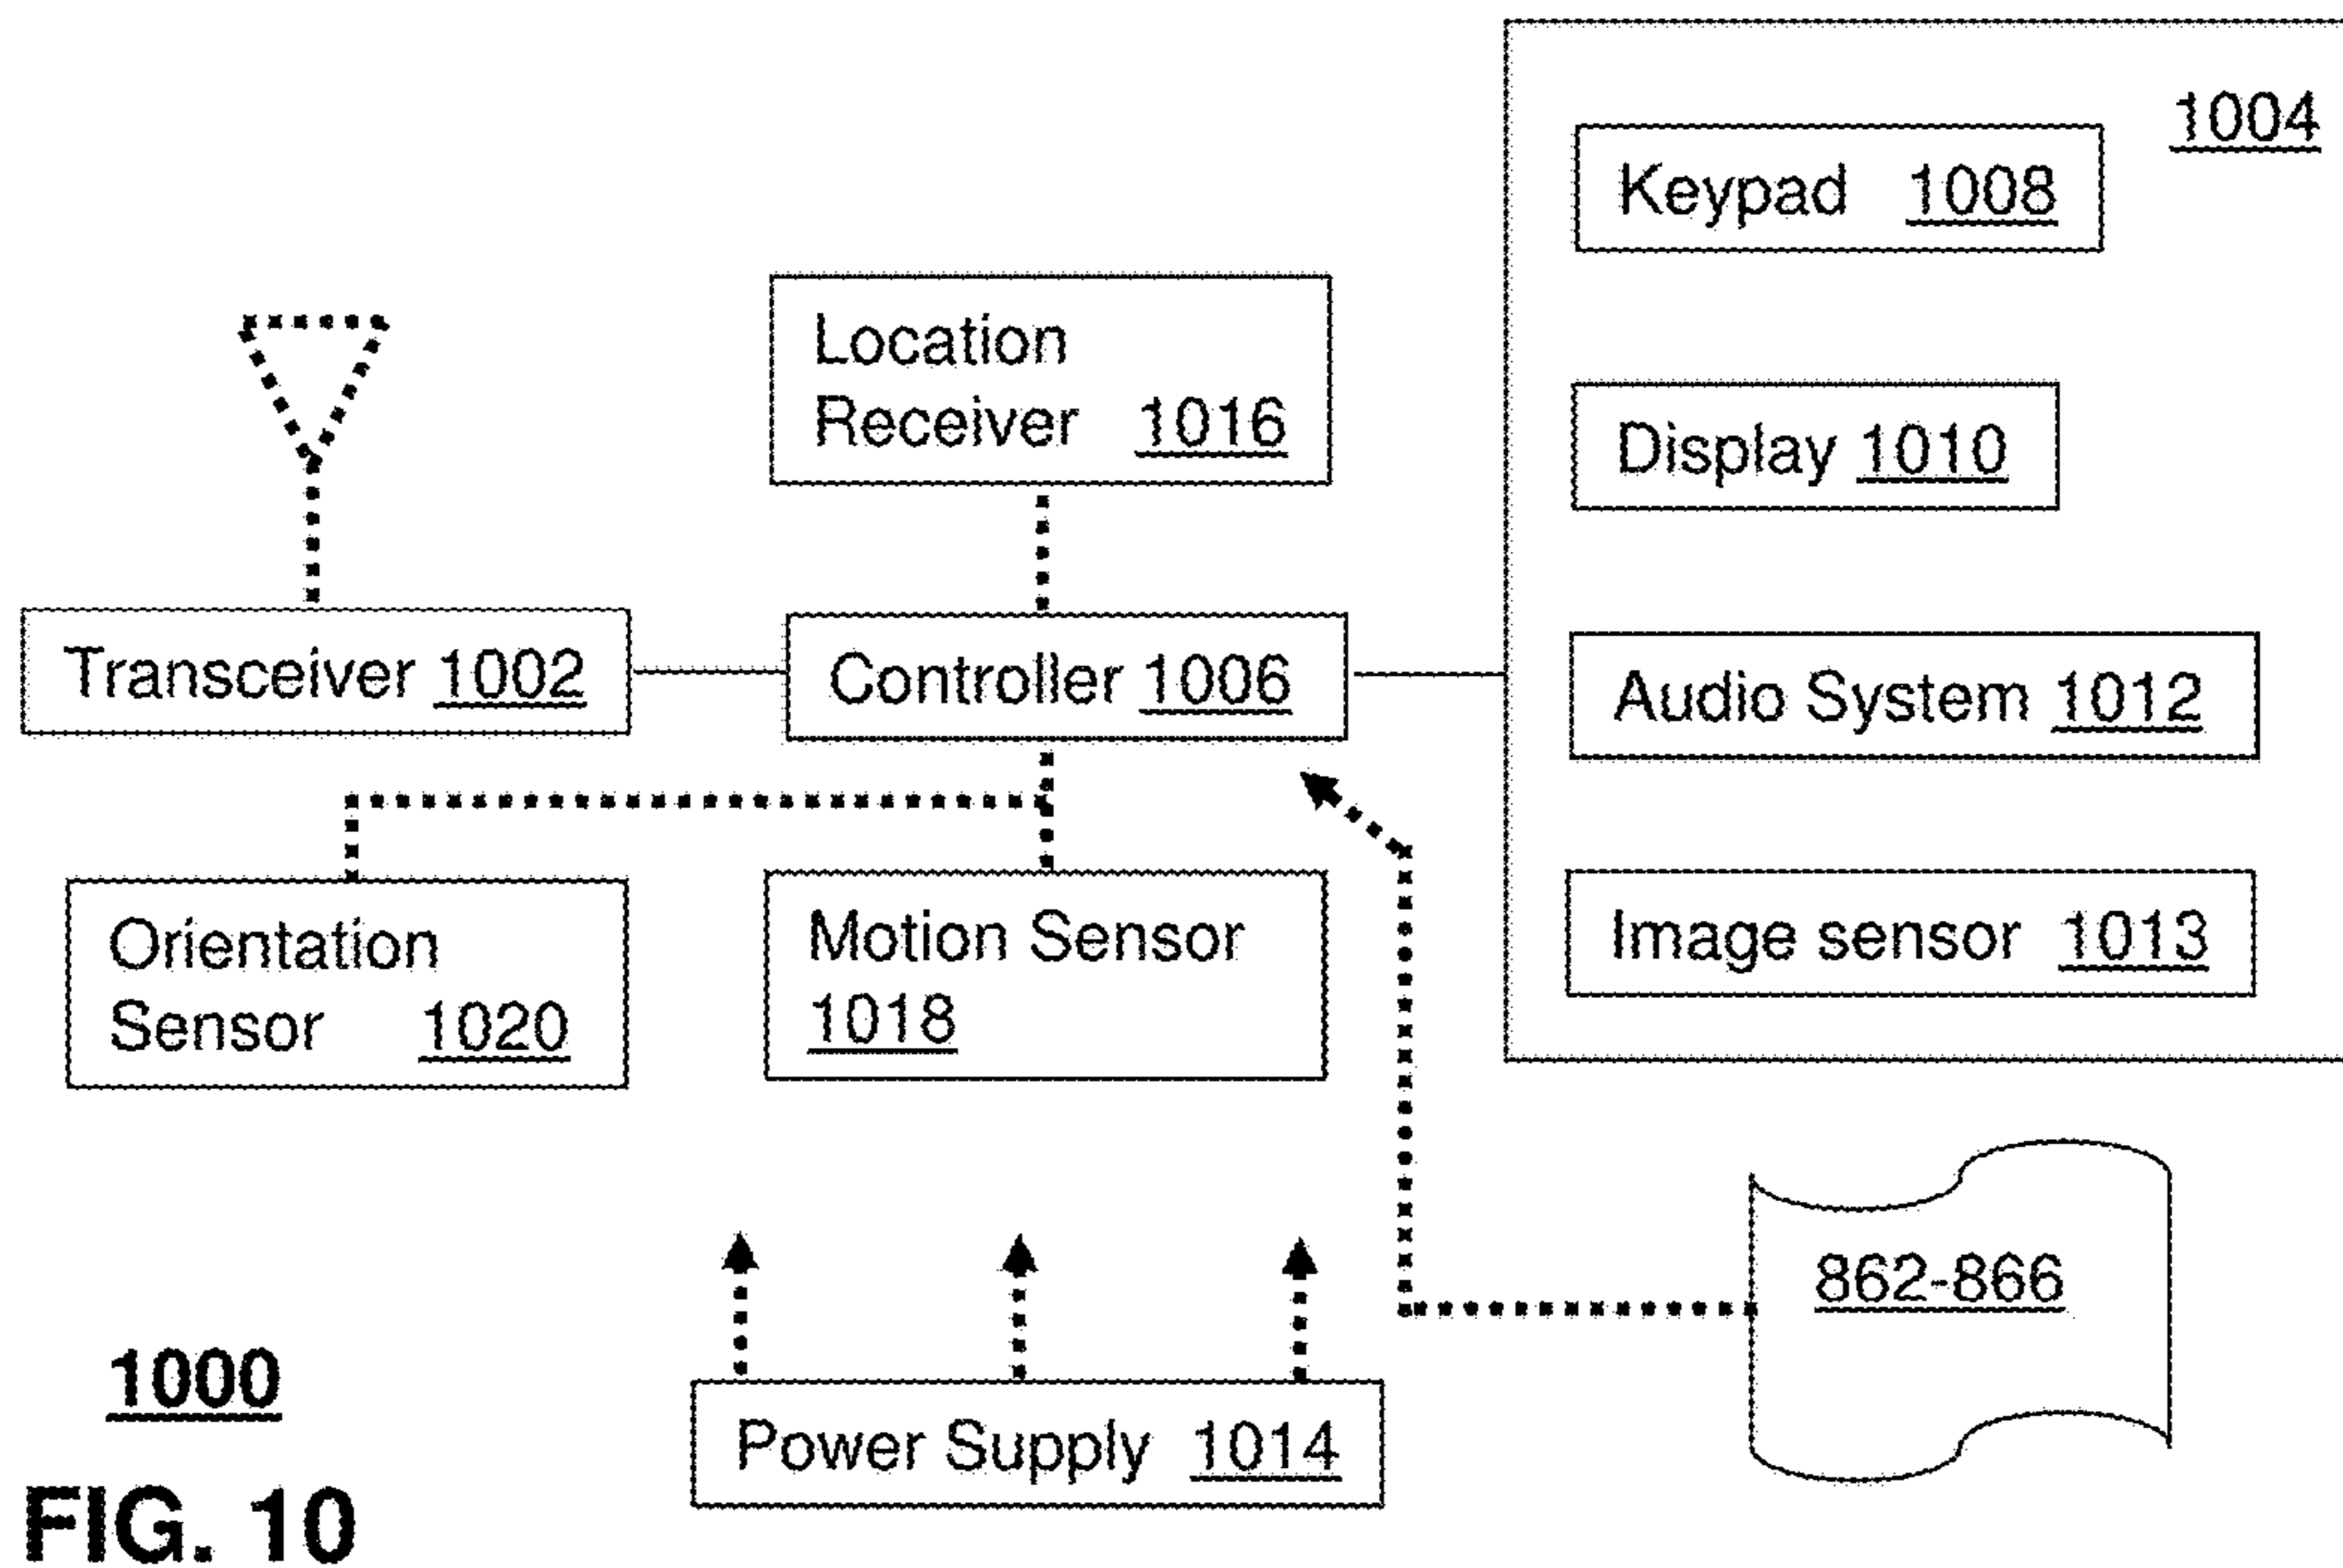 1004
Keypad 1008
Location
Receiver 1016
Display 1010
Transceiver 1002
Controller 1006
Audio System 1012
Orientation
Sensor 1020
Motion Sensor
1018
Image sensor 1013
862-866
1000
Power Supply 1014
FIG. 10